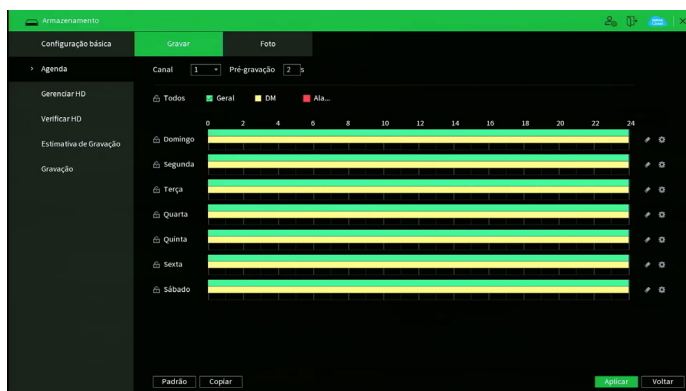 Armazenamento
Configuração básica
Agenda
Gerenciar HD
Verificar HD
Estimativa de Gravação
Gravação
Gravar Foto
Canal 1 Pré-gravação 2 s
Todos Geral DM Ala...
0 2 4 6 8 10 12 14 16 18 20 22 24
Domingo
Segunda
Terça
Quarta
Quinta
Sexta
Sábado
Padrão Copiar Aplicar Voltar